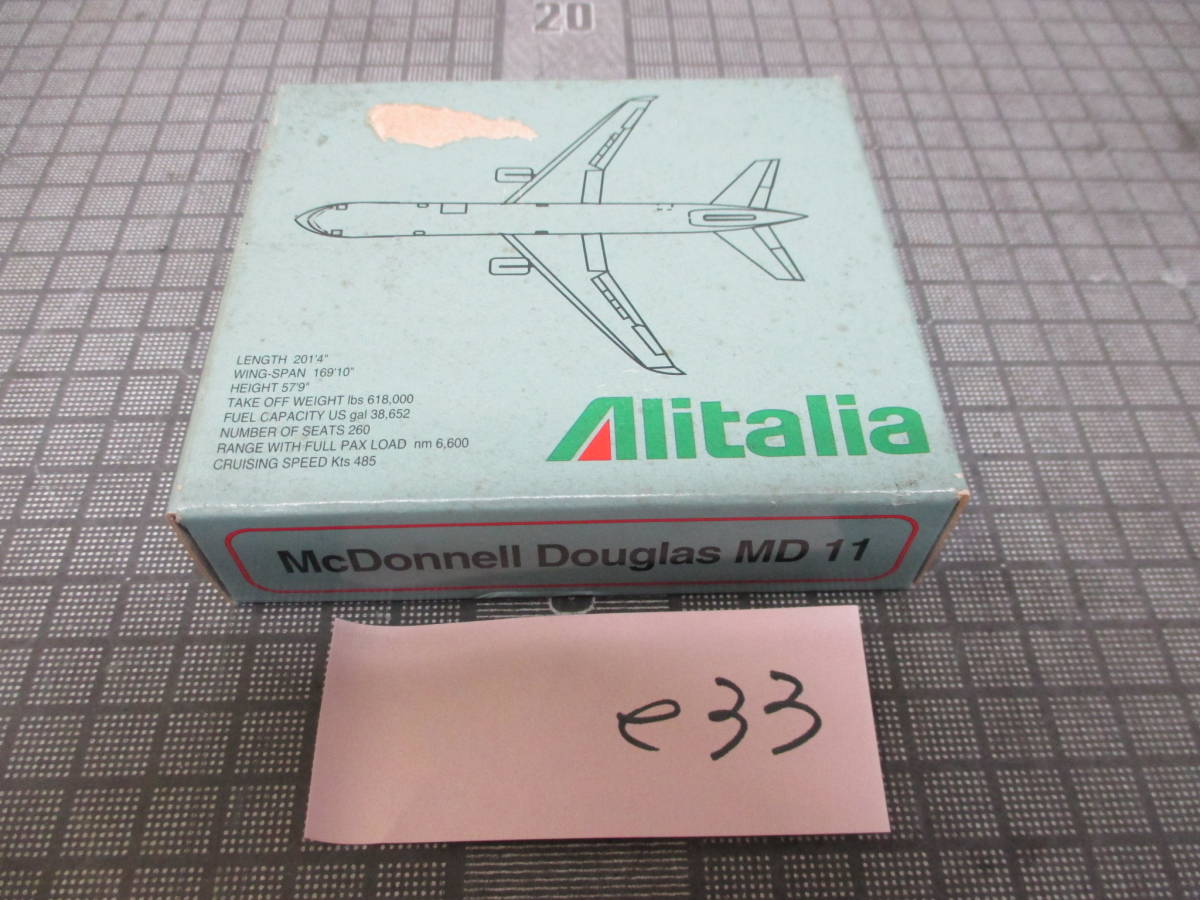 20
LENGTH 201'4"
WING-SPAN 169'10"
HEIGHT 57'9"
TAKE OFF WEIGHT lbs 618,000
FUEL CAPACITY US gal 38,652
NUMBER OF SEATS 260
RANGE WITH FULL PAX LOAD nm 6,600
CRUISING SPEED Kts 485
Alitalia
McDonnell Douglas MD 11
e33